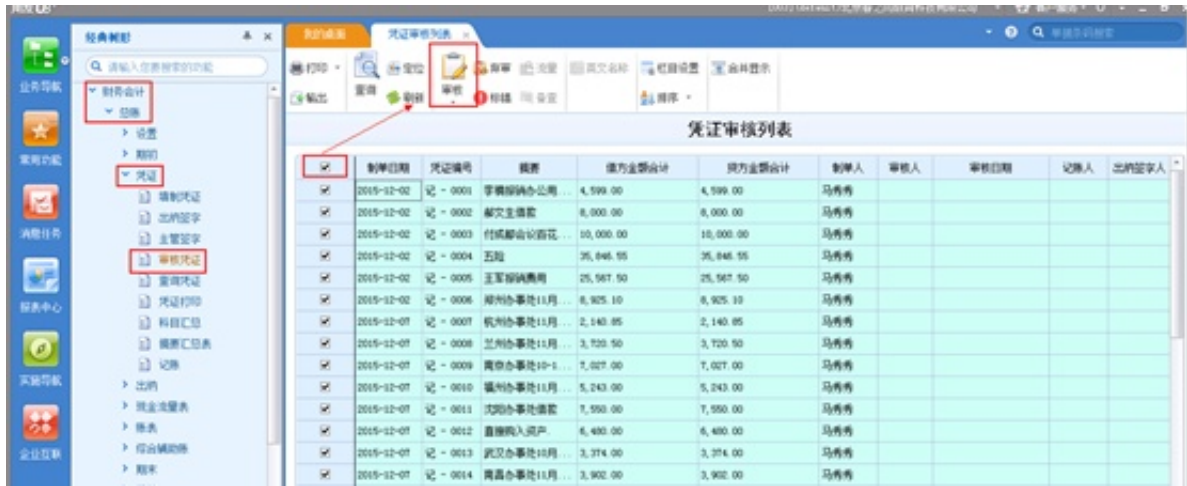 用友U8+
经典树形
我的桌面
凭证审核列表
请输入您要搜索的功能
单据条码搜索
业务导航
常用功能
消息任务
报表中心
实施导航
企业互联
财务会计
总账
设置
期初
凭证
填制凭证
出纳签字
主管签字
审核凭证
查询凭证
凭证打印
科目汇总
摘要汇总表
记账
出纳
现金流量表
账表
综合辅助账
期末
打印
查询
定位
审核
弃审
流量
英文名称
栏目设置
合并显示
输出
刷新
标错
备查
排序
凭证审核列表
制单日期 凭证编号 摘要 借方金额合计 贷方金额合计 制单人 审核人 审核日期 记账人 出纳签字人
2015-12-02 记 - 0001 李横报销办公用... 4,599.00 4,599.00 马秀秀
2015-12-02 记 - 0002 郝文生借款 8,000.00 8,000.00 马秀秀
2015-12-02 记 - 0003 付成都会议百花... 10,000.00 10,000.00 马秀秀
2015-12-02 记 - 0004 五险 35,846.55 35,846.55 马秀秀
2015-12-02 记 - 0005 王军报销费用 25,567.50 25,567.50 马秀秀
2015-12-02 记 - 0006 郑州办事处11月... 8,925.10 8,925.10 马秀秀
2015-12-07 记 - 0007 杭州办事处11月... 2,140.85 2,140.85 马秀秀
2015-12-07 记 - 0008 兰州办事处11月... 3,720.50 3,720.50 马秀秀
2015-12-07 记 - 0009 南京办事处10-1... 7,027.00 7,027.00 马秀秀
2015-12-07 记 - 0010 福州办事处11月... 5,243.00 5,243.00 马秀秀
2015-12-07 记 - 0011 沈阳办事处借款 7,550.00 7,550.00 马秀秀
2015-12-07 记 - 0012 直接购入资产. 6,480.00 6,480.00 马秀秀
2015-12-07 记 - 0013 武汉办事处10月... 3,374.00 3,374.00 马秀秀
2015-12-07 记 - 0014 南昌办事处11月... 3,902.00 3,902.00 马秀秀